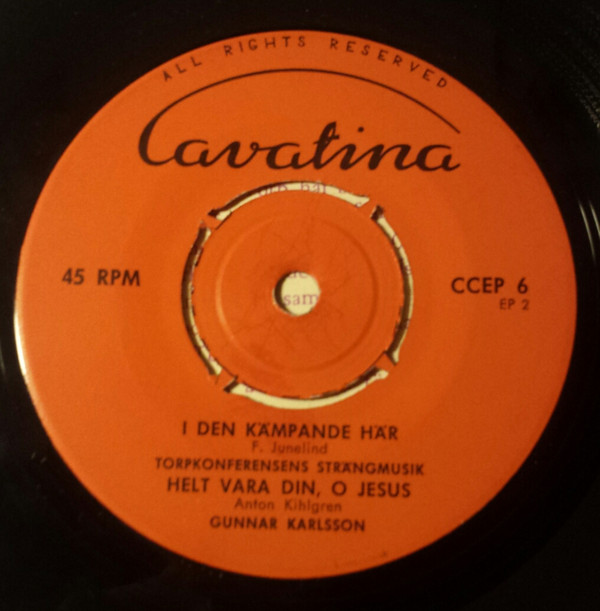 ALL RIGHTS RESERVED
Cavatina
45 RPM
CCEP 6
EP 2
sam
I DEN KÄMPANDE HÄR
F. Junelind
TORPKONFERENSENS STRÄNGMUSIK
HELT VARA DIN, O JESUS
Anton Kihlgren
GUNNAR KARLSSON